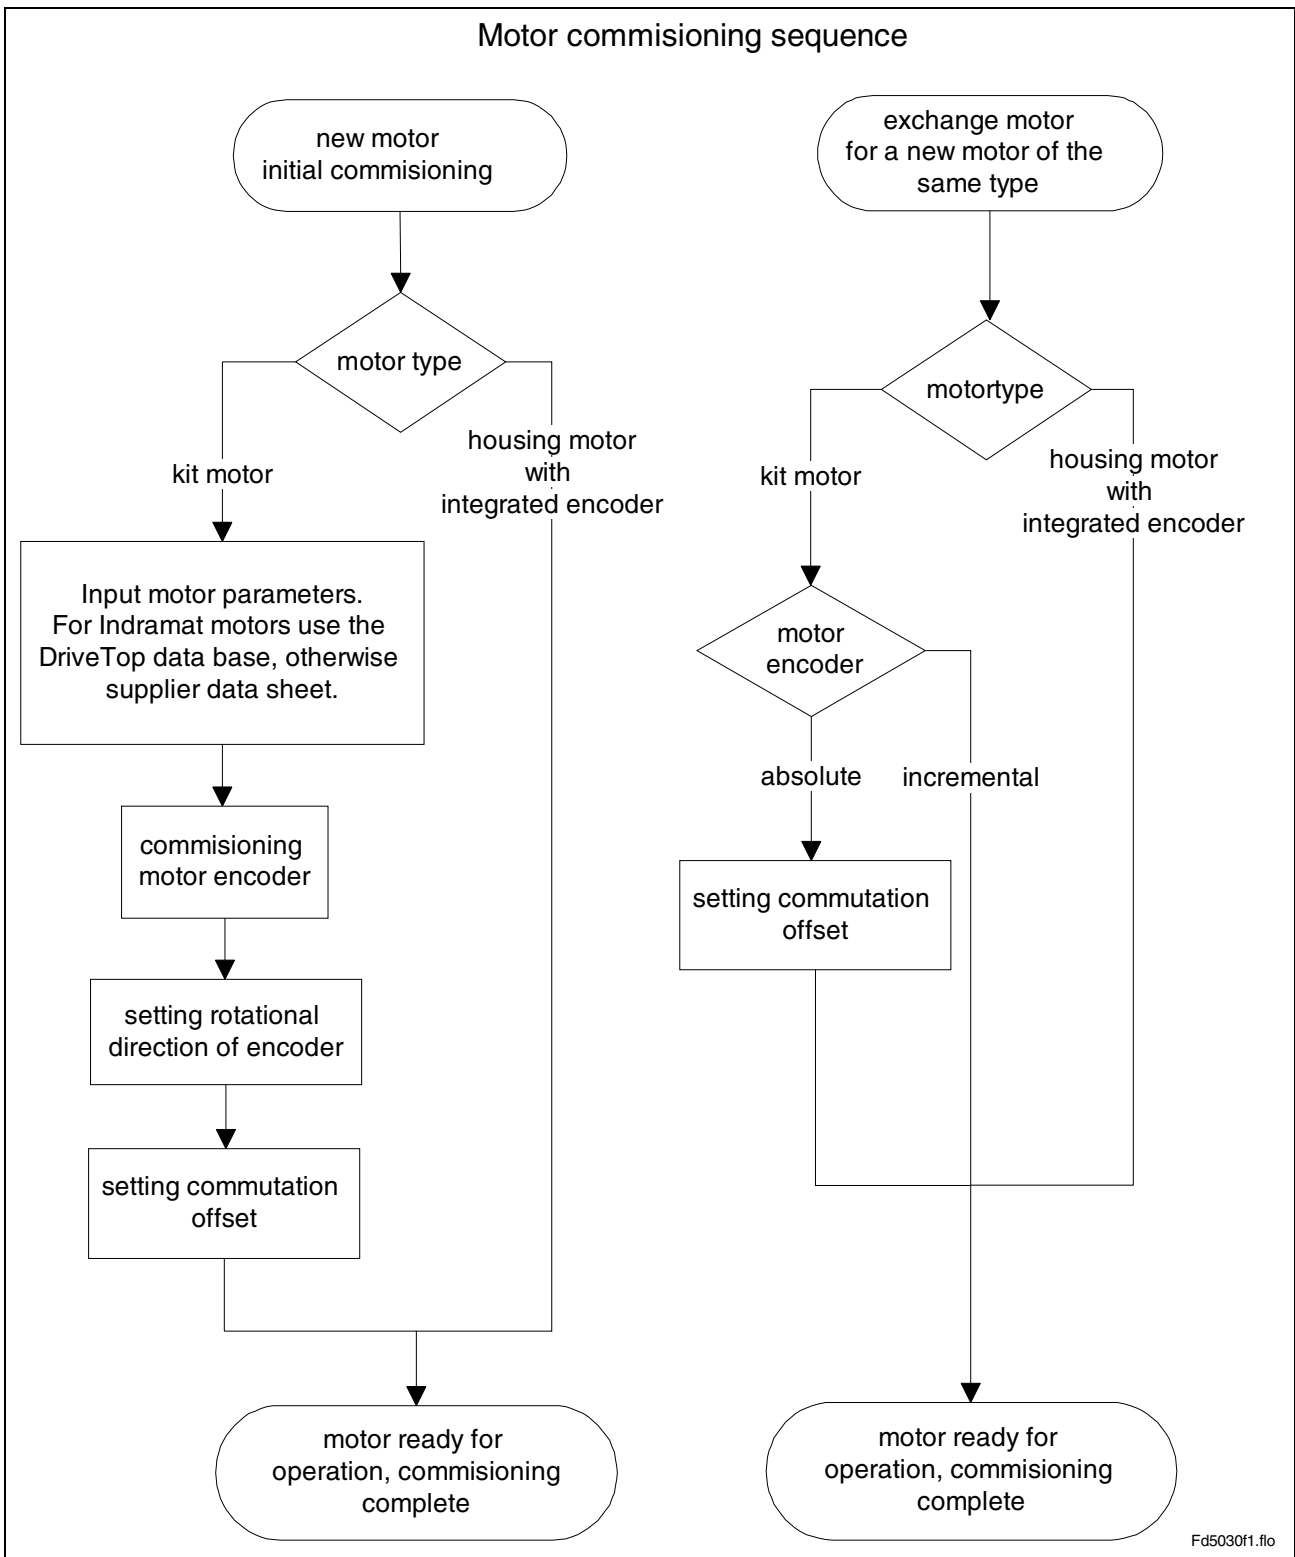 Motor commisioning sequence
new motor
initial commisioning
motor type
kit motor
housing motor
with
integrated encoder
Input motor parameters.
For Indramat motors use the
DriveTop data base, otherwise
supplier data sheet.
commisioning
motor encoder
setting rotational
direction of encoder
setting commutation
offset
motor ready for
operation, commisioning
complete
exchange motor
for a new motor of the
same type
motortype
kit motor
housing motor
with
integrated encoder
motor
encoder
absolute
incremental
setting commutation
offset
motor ready for
operation, commisioning
complete
Fd5030f1.flo